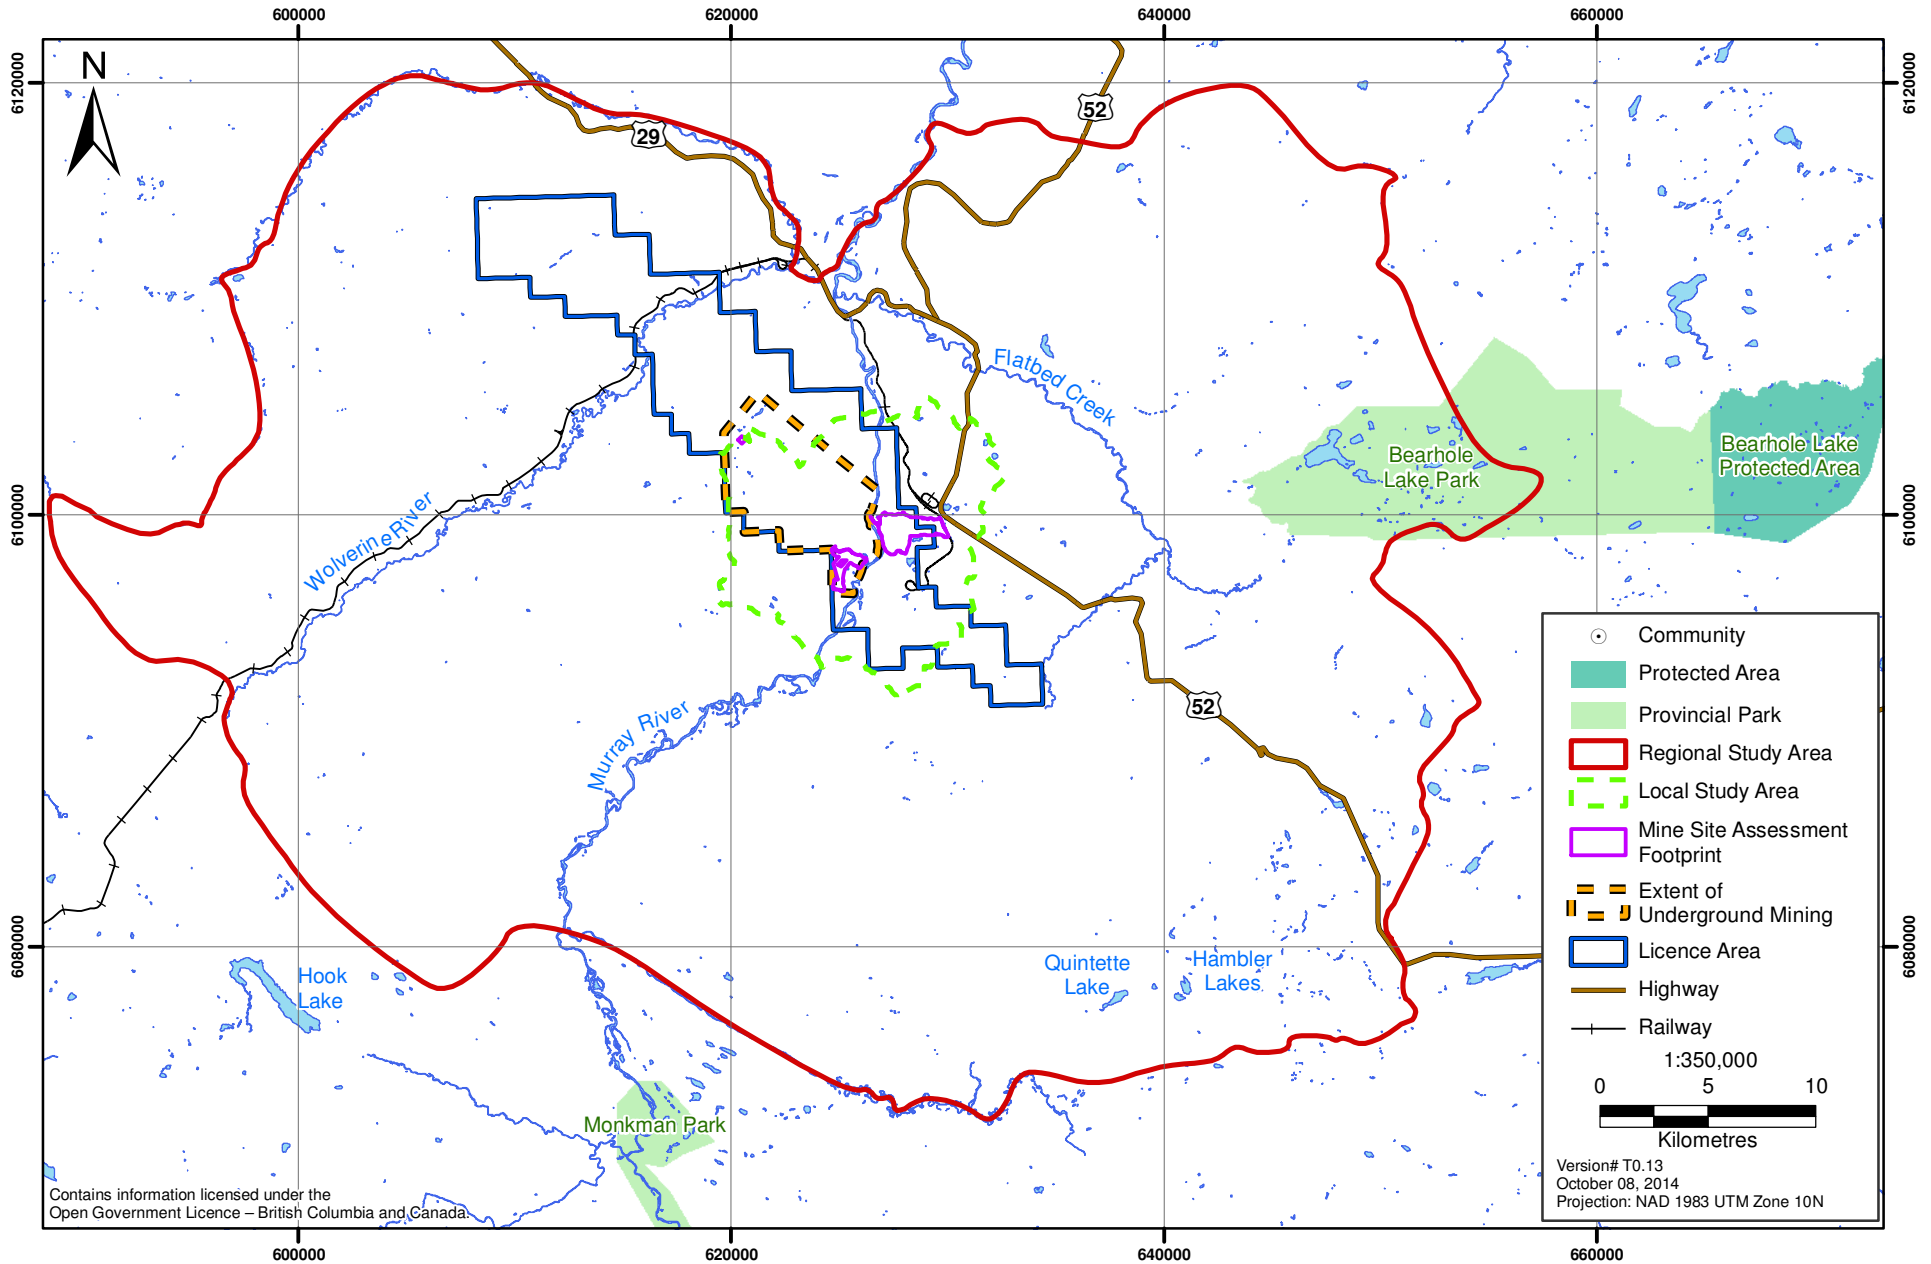 600000
620000
640000
660000
6120000
6120000
N
52
29
Flatbed Creek
Bearhole Lake
Protected Area
Bearhole
Lake Park
6100000
6100000
Wolverine River
52
Murray River
6080000
6080000
Hook
Lake
Quintette
Lake
Hambler
Lakes
Monkman Park
Community
Protected Area
Provincial Park
Regional Study Area
Local Study Area
Mine Site Assessment
Footprint
Extent of
Underground Mining
Licence Area
Highway
Railway
1:350,000
0 5 10
Kilometres
Version# T0.13
October 08, 2014
Projection: NAD 1983 UTM Zone 10N
Contains information licensed under the
Open Government Licence – British Columbia and Canada.
600000
620000
640000
660000